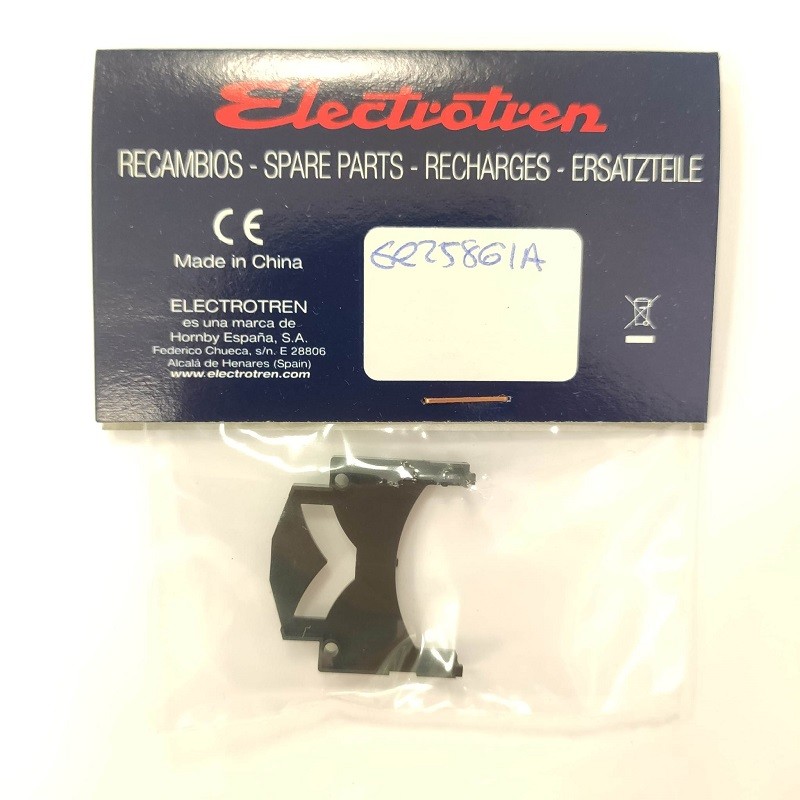 Electrotren
RECAMBIOS - SPARE PARTS - RECHARGES - ERSATZTEILE
CE
Made in China
ELECTROTREN
es una marca de
Hornby España, S.A.
Federico Chueca, s/n. E 28806
Alcalá de Henares (Spain)
www.electrotren.com
ER25861A